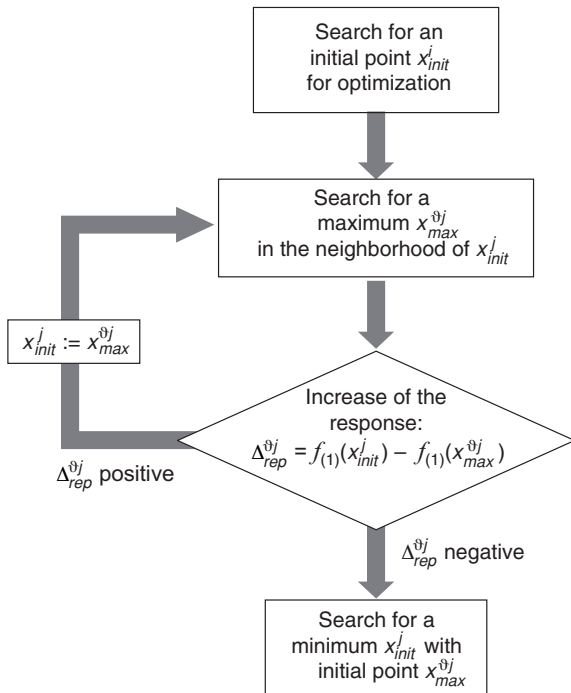 Search for an
initial point x^j_init
for optimization
Search for a
maximum x^ϑj_max
in the neighborhood of x^j_init
x^j_init := x^ϑj_max
Increase of the
response:
Δ^ϑj_rep = f_(1)(x^j_init) − f_(1)(x^ϑj_max)
Δ^ϑj_rep positive
Δ^ϑj_rep negative
Search for a
minimum x^j_init with
initial point x^ϑj_max